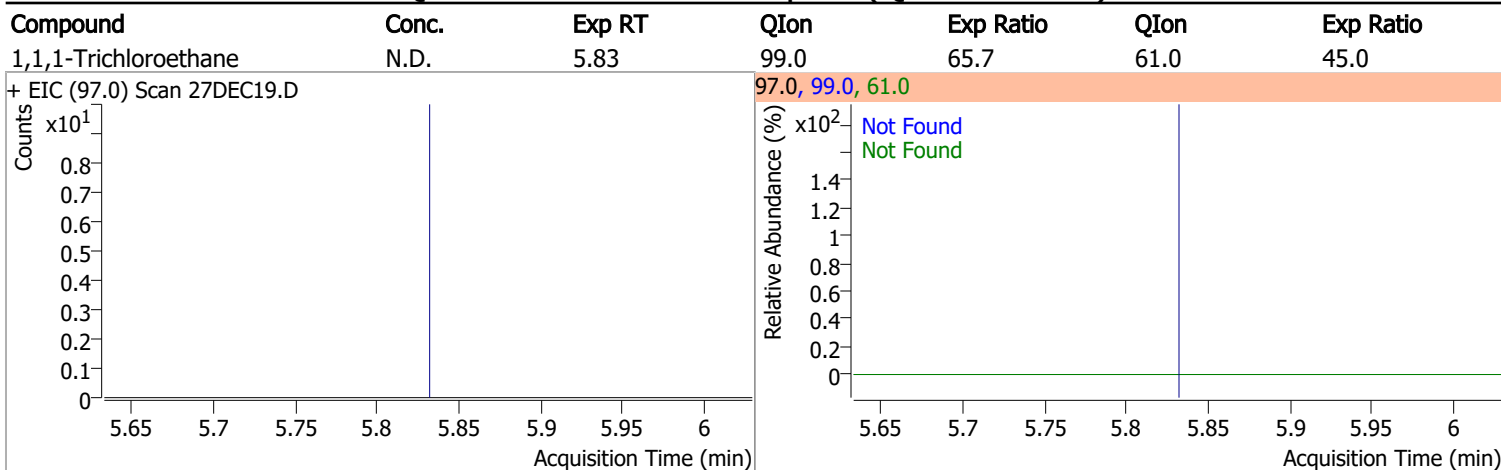 Compound Conc. Exp RT QIon Exp Ratio QIon Exp Ratio
1,1,1-Trichloroethane N.D. 5.83 99.0 65.7 61.0 45.0
+ EIC (97.0) Scan 27DEC19.D
Counts
x10¹
0.8
0.7
0.6
0.5
0.4
0.3
0.2
0.1
0
5.65 5.7 5.75 5.8 5.85 5.9 5.95 6
Acquisition Time (min)
97.0, 99.0, 61.0
Relative Abundance (%)
x10²
Not Found
Not Found
1.4
1.2
1
0.8
0.6
0.4
0.2
0
5.65 5.7 5.75 5.8 5.85 5.9 5.95 6
Acquisition Time (min)